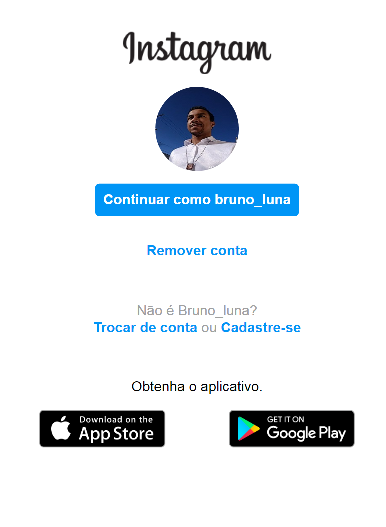 Instagram
Continuar como bruno_luna
Remover conta
Não é Bruno_luna?
Trocar de conta ou Cadastre-se
Obtenha o aplicativo.
Download on the
App Store
GET IT ON
Google Play